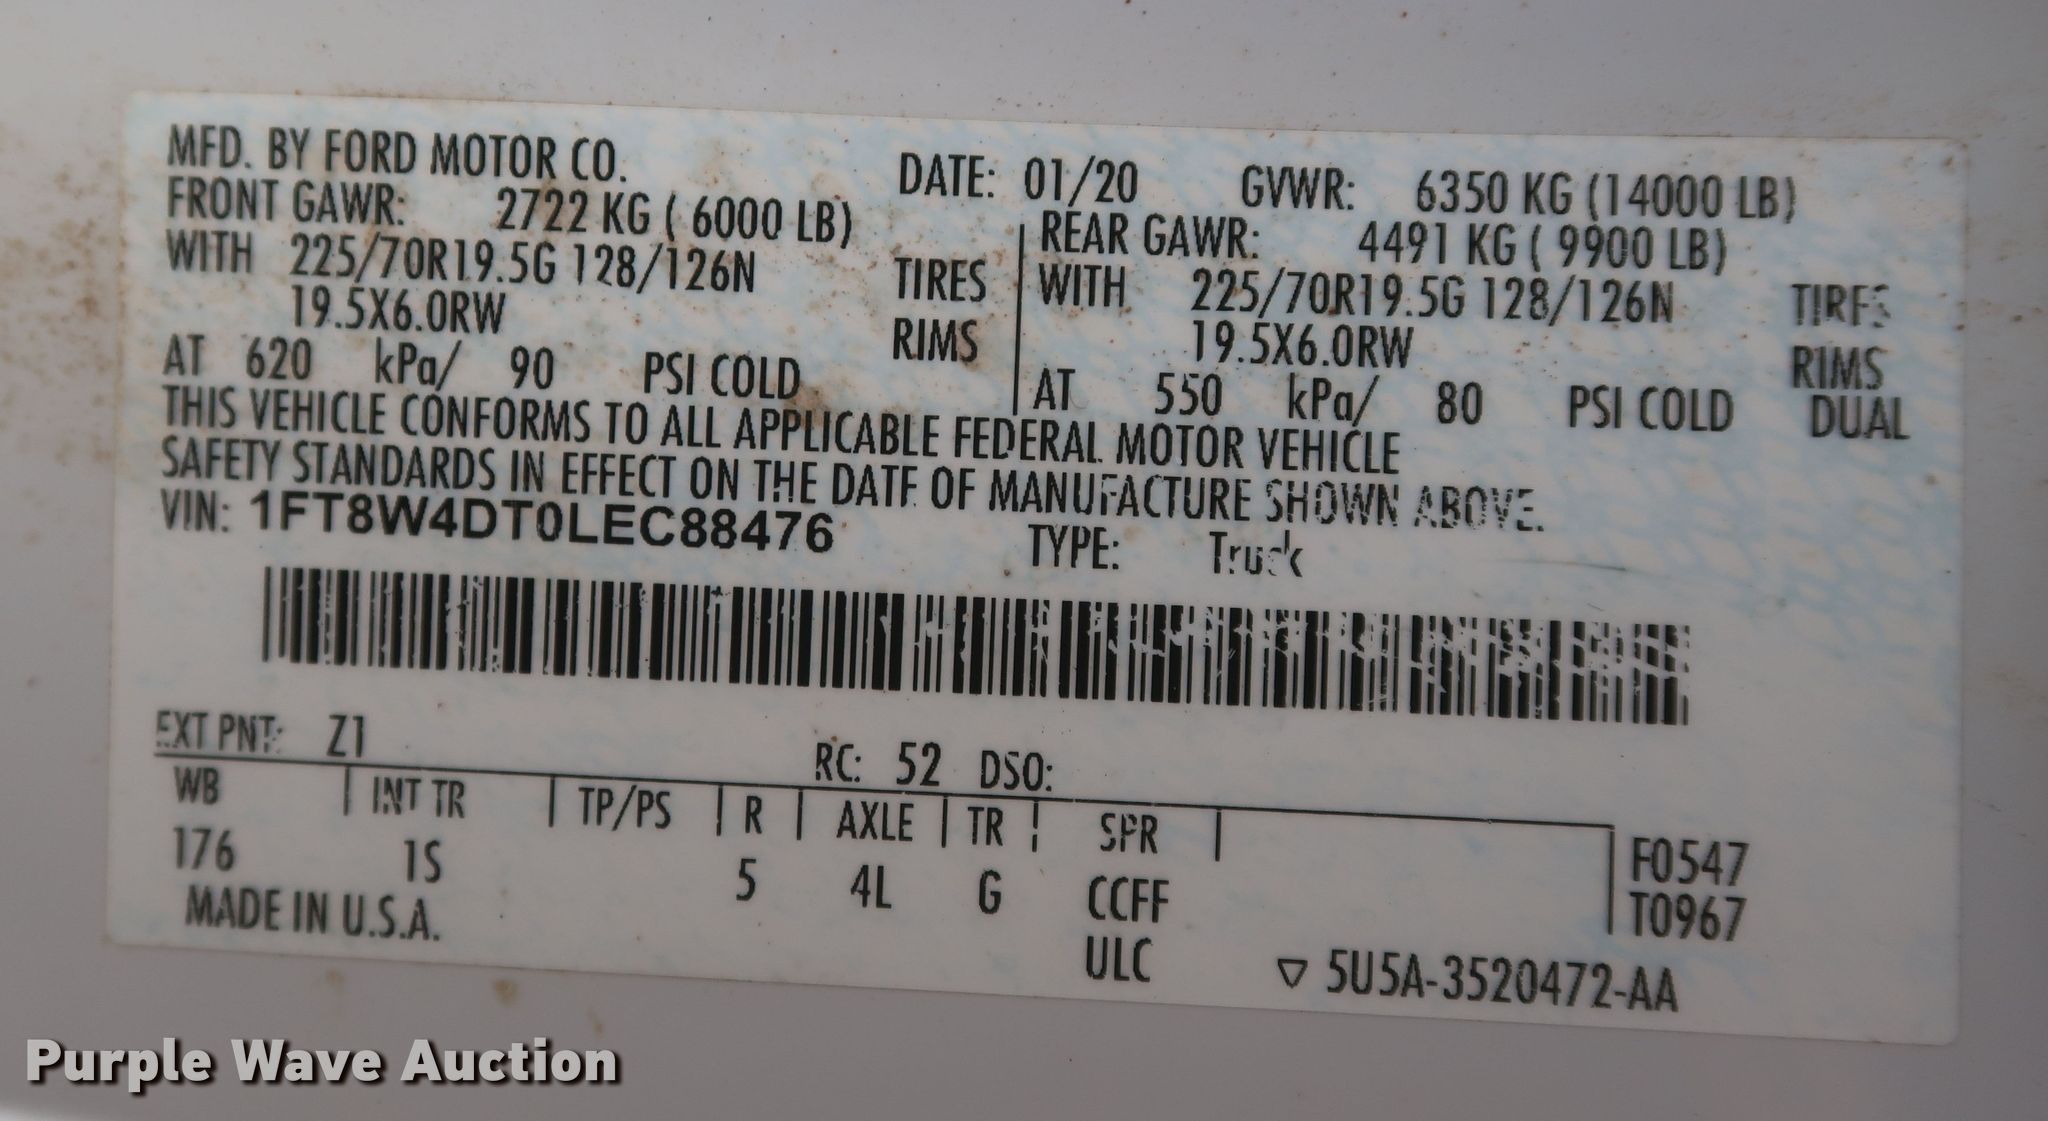 MFD. BY FORD MOTOR CO. DATE: 01/20 GVWR: 6350 KG (14000 LB)
FRONT GAWR: 2722 KG ( 6000 LB) REAR GAWR: 4491 KG ( 9900 LB)
WITH 225/70R19.5G 128/126N TIRES WITH 225/70R19.5G 128/126N TIRES
19.5X6.0RW RIMS 19.5X6.0RW RIMS
AT 620 kPa/ 90 PSI COLD AT 550 kPa/ 80 PSI COLD DUAL
THIS VEHICLE CONFORMS TO ALL APPLICABLE FEDERAL MOTOR VEHICLE
SAFETY STANDARDS IN EFFECT ON THE DATE OF MANUFACTURE SHOWN ABOVE.
VIN: 1FT8W4DT0LEC88476 TYPE: Truck
EXT PNT: Z1 RC: 52 DSO:
WB INT TR TP/PS R AXLE TR SPR F0547
176 1S 5 4L G CCFF T0967
MADE IN U.S.A. ULC ▽ 5U5A-3520472-AA
Purple Wave Auction